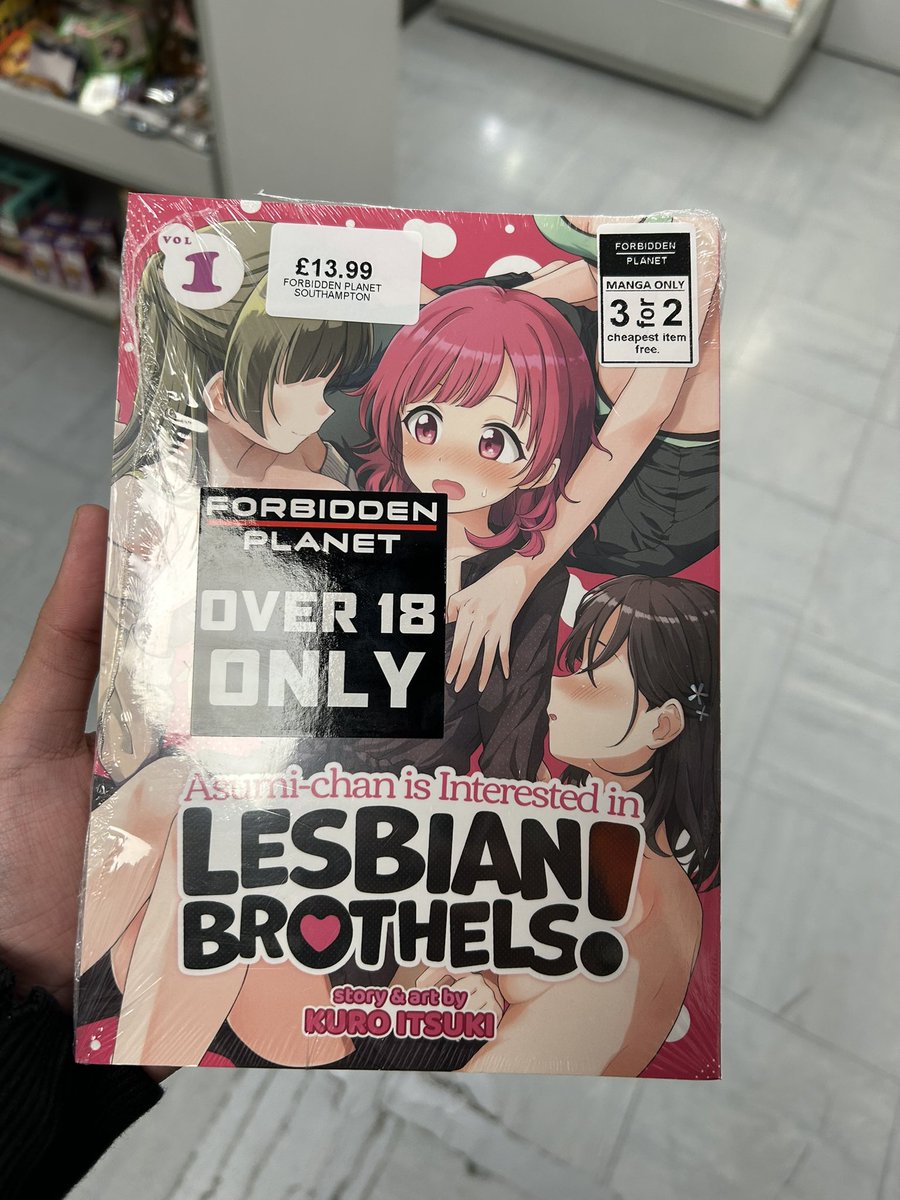 VOL
1
£13.99
FORBIDDEN PLANET
SOUTHAMPTON
FORBIDDEN
PLANET
MANGA ONLY
3 for 2
cheapest item
free.
FORBIDDEN
PLANET
OVER 18
ONLY
Asumi-chan is Interested in
LESBIAN
BROTHELS!
story & art by
KURO ITSUKI